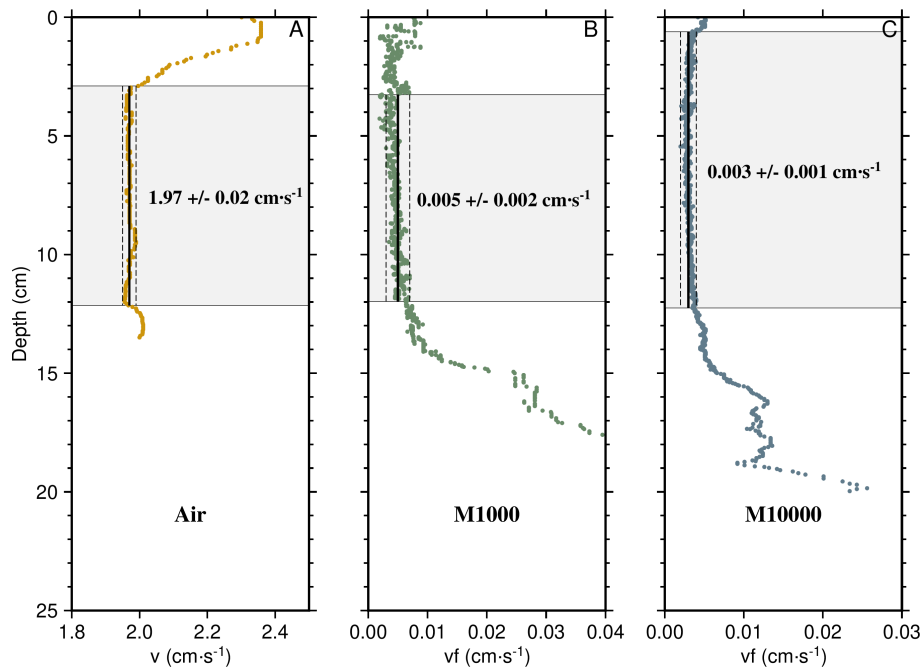 A
B
C
0
5
10
15
20
25
Depth (cm)
1.97 +/- 0.02 cm·s⁻¹
0.005 +/- 0.002 cm·s⁻¹
0.003 +/- 0.001 cm·s⁻¹
Air
M1000
M10000
1.8 2.0 2.2 2.4
0.00 0.01 0.02 0.03 0.04
0.00 0.01 0.02 0.03
v (cm·s⁻¹)
vf (cm·s⁻¹)
vf (cm·s⁻¹)